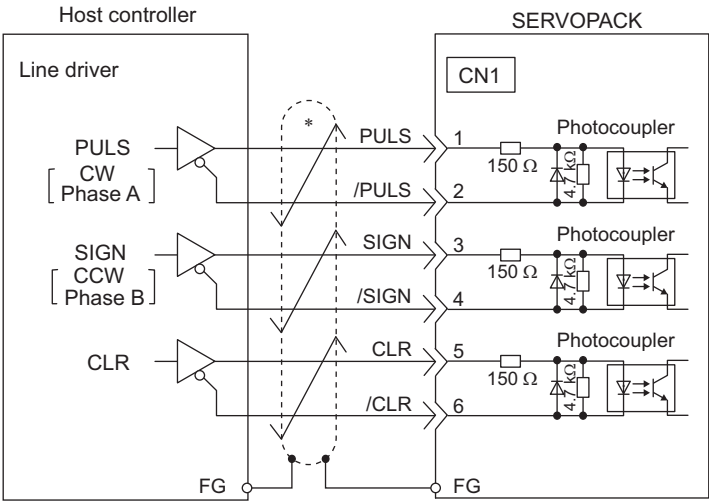 Host controller
SERVOPACK
Line driver
CN1
*
PULS
CW
Phase A
PULS
1
150 Ω
4.7 kΩ
Photocoupler
/PULS
2
SIGN
CCW
Phase B
SIGN
3
150 Ω
4.7 kΩ
Photocoupler
/SIGN
4
CLR
CLR
5
150 Ω
4.7 kΩ
Photocoupler
/CLR
6
FG
FG